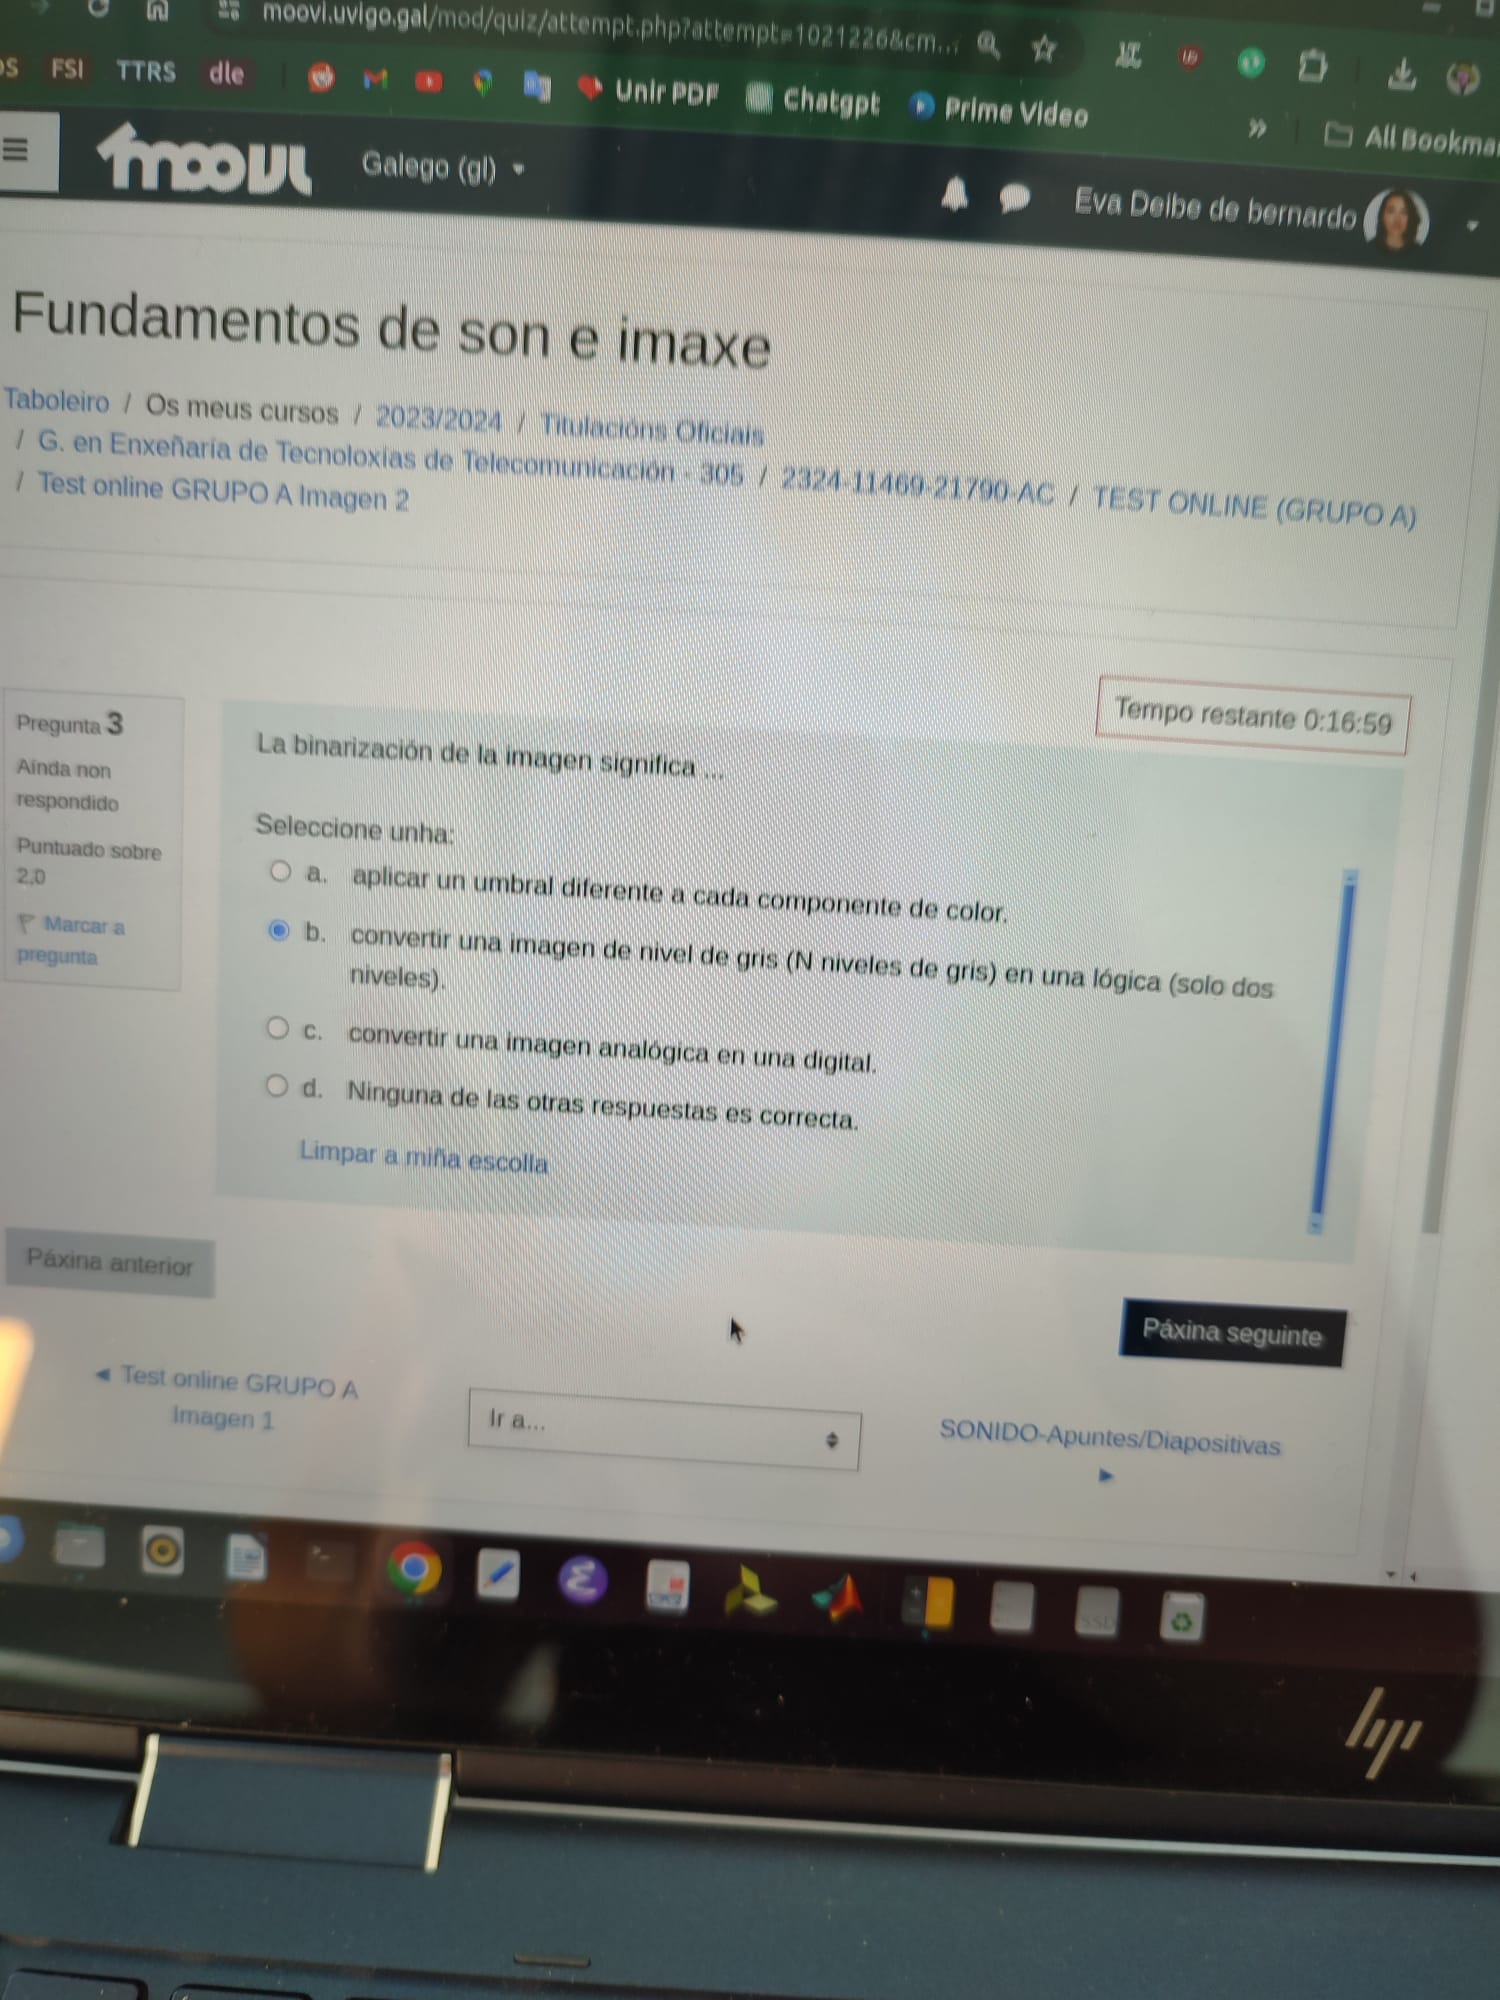 moovi.uvigo.gal/mod/quiz/attempt.php?attempt=1021226&cm...
FSI TTRS dle Unir PDF Chatgpt Prime Video » All Bookma
moovi Galego (gl) Eva Deibe de bernardo
Fundamentos de son e imaxe
Taboleiro / Os meus cursos / 2023/2024 / Titulacións Oficiais
/ G. en Enxeñaría de Tecnoloxías de Telecomunicación - 305 / 2324-11469-21790-AC / TEST ONLINE (GRUPO A)
/ Test online GRUPO A Imagen 2
Tempo restante 0:16:59
Pregunta 3
Aínda non
respondido
Puntuado sobre
2,0
Marcar a
pregunta
La binarización de la imagen significa ...
Seleccione unha:
a. aplicar un umbral diferente a cada componente de color.
b. convertir una imagen de nivel de gris (N niveles de gris) en una lógica (solo dos
niveles).
c. convertir una imagen analógica en una digital.
d. Ninguna de las otras respuestas es correcta.
Limpar a miña escolla
Páxina anterior
Páxina seguinte
◄ Test online GRUPO A
Imagen 1
Ir a...
SONIDO-Apuntes/Diapositivas
►
hp